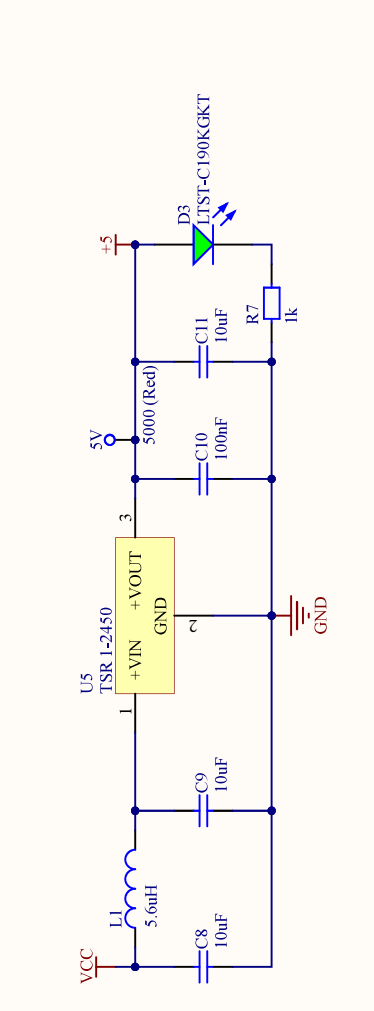 VCC
L1
5.6uH
C8
10uF
C9
10uF
U5
TSR 1-2450
1
+VIN
+VOUT
3
GND
2
GND
5V
5000 (Red)
C10
100nF
C11
10uF
+5
D3
LTST-C190KGKT
R7
1k